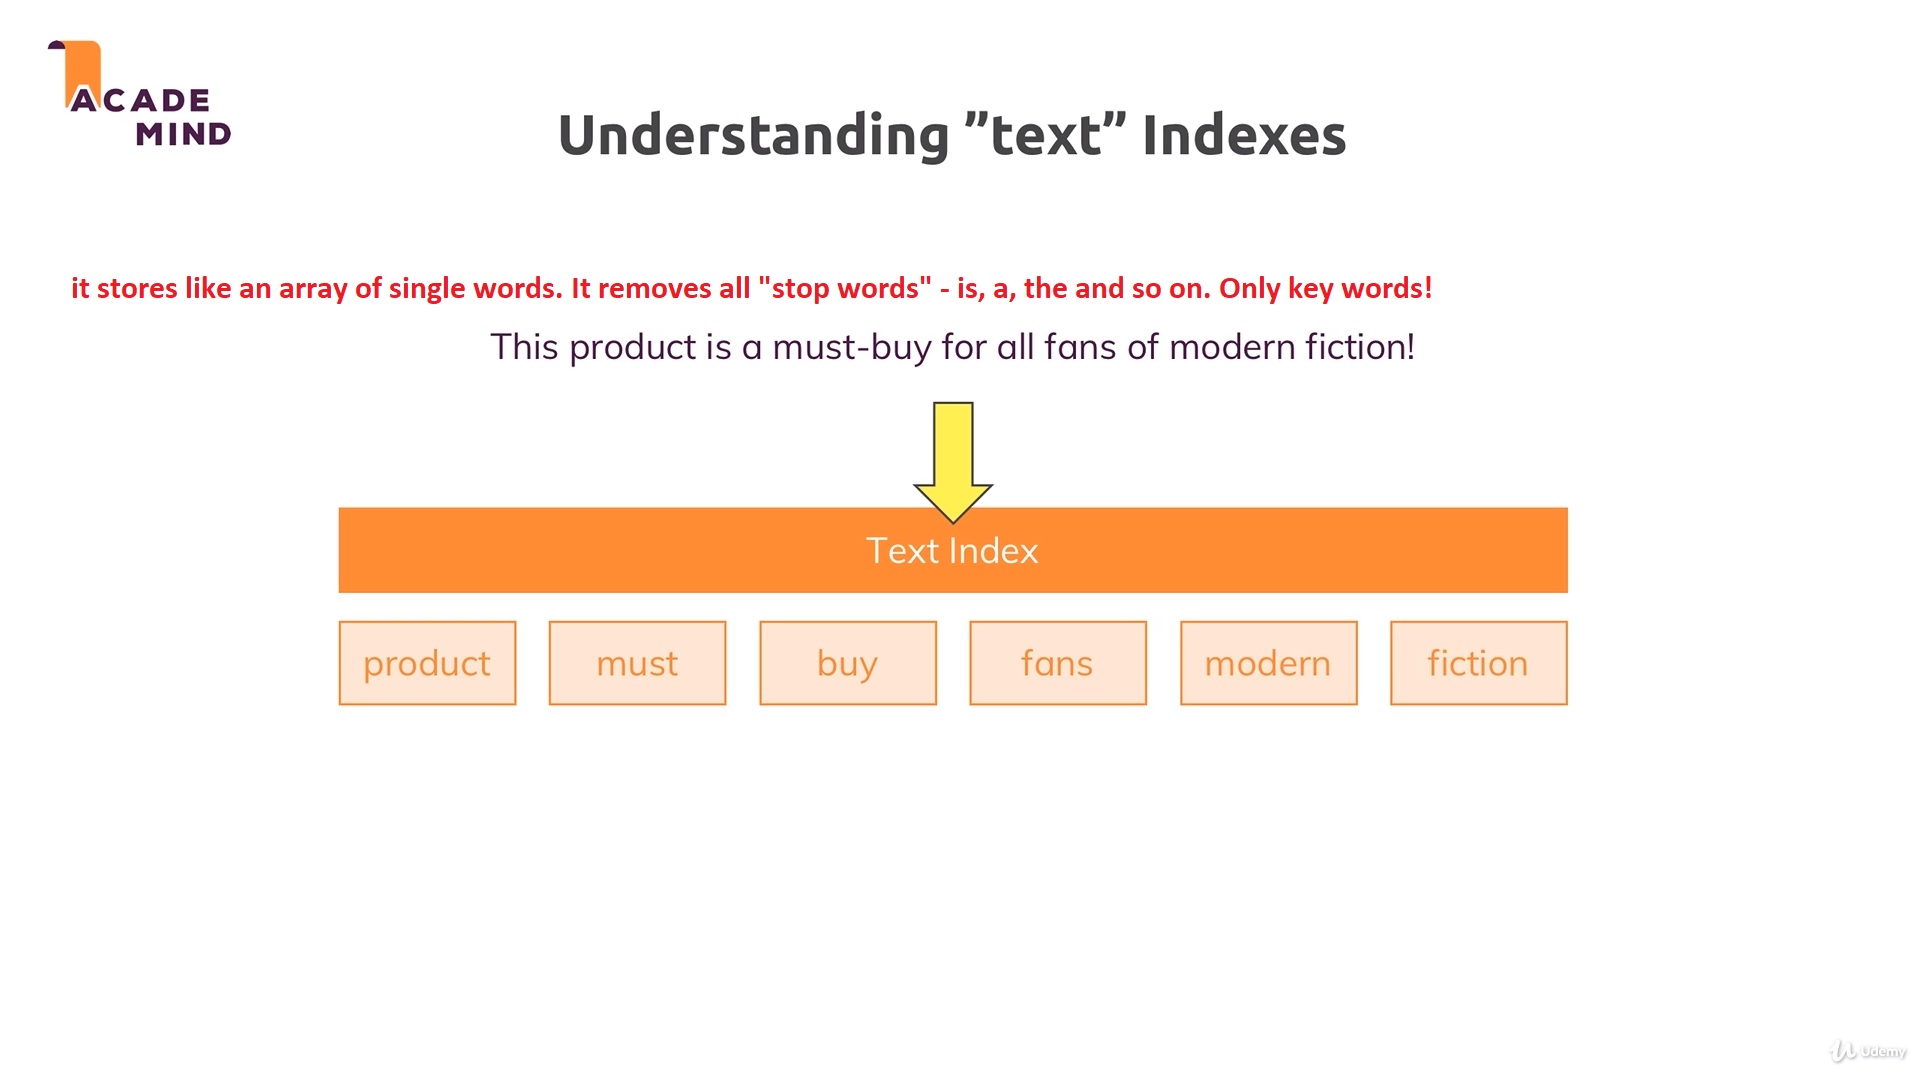 ACADE
MIND
Understanding ”text” Indexes
it stores like an array of single words. It removes all "stop words" - is, a, the and so on. Only key words!
This product is a must-buy for all fans of modern fiction!
Text Index
product must buy fans modern fiction
Udemy